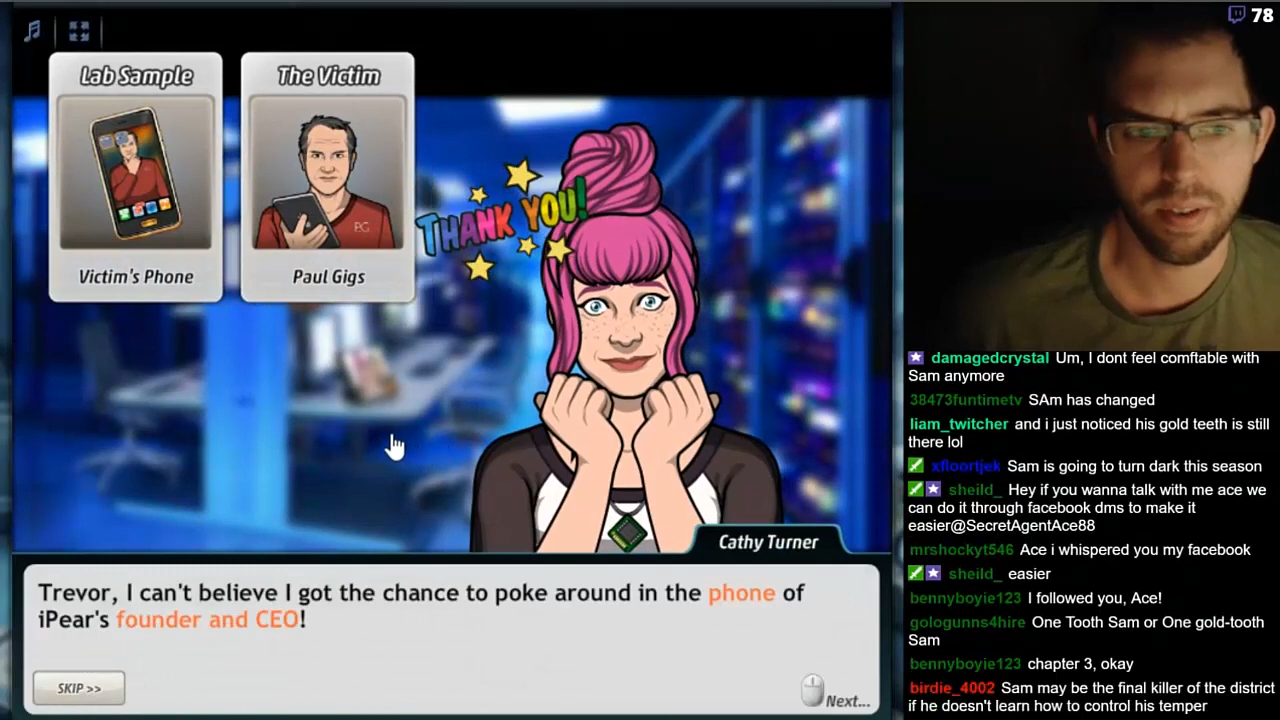 78
Lab Sample
The Victim
THANK YOU!
Victim's Phone
Paul Gigs
Cathy Turner
Trevor, I can't believe I got the chance to poke around in the phone of
iPear's founder and CEO!
SKIP >>
Next...
damagedcrystal Um, I dont feel comftable with
Sam anymore
38473funtimetv SAm has changed
liam_twitcher and i just noticed his gold teeth is still
there lol
xfloortjek Sam is going to turn dark this season
sheild_ Hey if you wanna talk with me ace we
can do it through facebook dms to make it
easier@SecretAgentAce88
mrshockyt546 Ace i whispered you my facebook
sheild_ easier
bennyboyie123 I followed you, Ace!
gologunns4hire One Tooth Sam or One gold-tooth
Sam
bennyboyie123 chapter 3, okay
birdie_4002 Sam may be the final killer of the district
if he doesn't learn how to control his temper